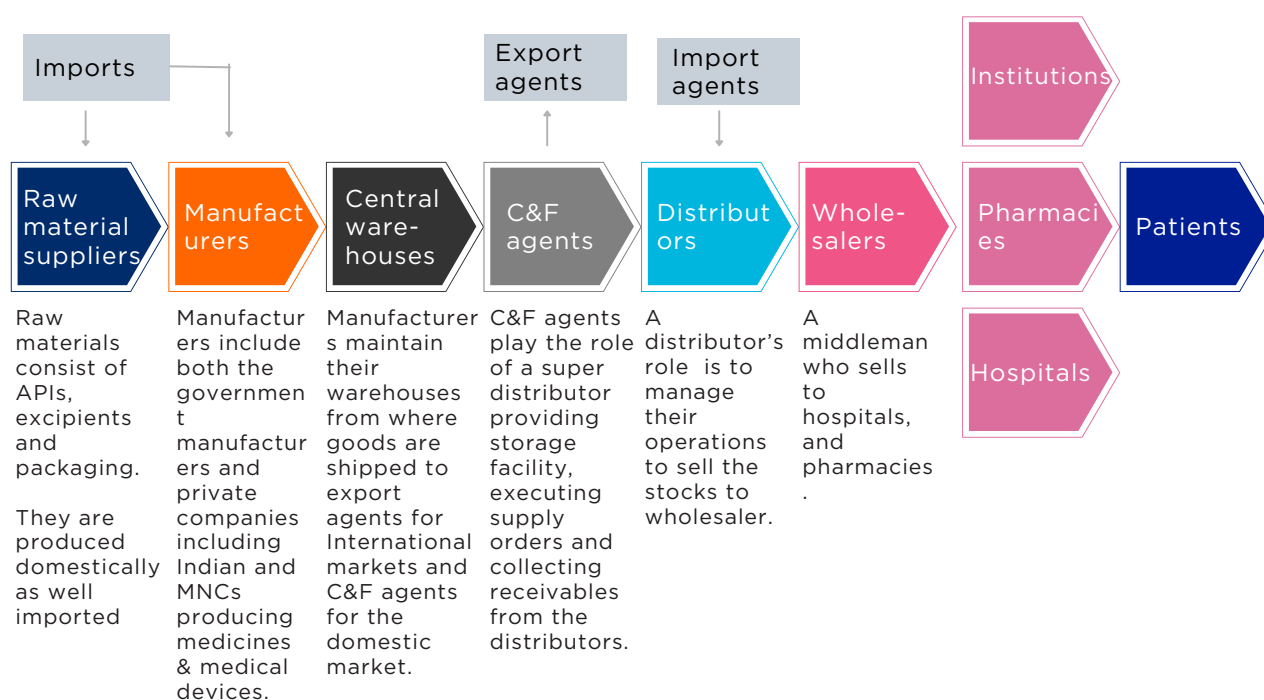 Imports
Export
agents
Import
agents
Institutions
Raw
material
suppliers
Manufact
urers
Central
ware-
houses
C&F
agents
Distribut
ors
Whole-
salers
Pharmaci
es
Patients
Hospitals
Raw
materials
consist of
APIs,
excipients
and
packaging.
They are
produced
domestically
as well
imported
Manufactur
ers include
both the
governmen
t
manufactur
ers and
private
companies
including
Indian and
MNCs
producing
medicines
& medical
devices.
Manufacturer
s maintain
their
warehouses
from where
goods are
shipped to
export
agents for
International
markets and
C&F agents
for the
domestic
market.
C&F agents
play the role
of a super
distributor
providing
storage
facility,
executing
supply
orders and
collecting
receivables
from the
distributors.
A
distributor’s
role  is to
manage
their
operations
to sell the
stocks to
wholesaler.
A
middleman
who sells
to
hospitals,
and
pharmacies
.